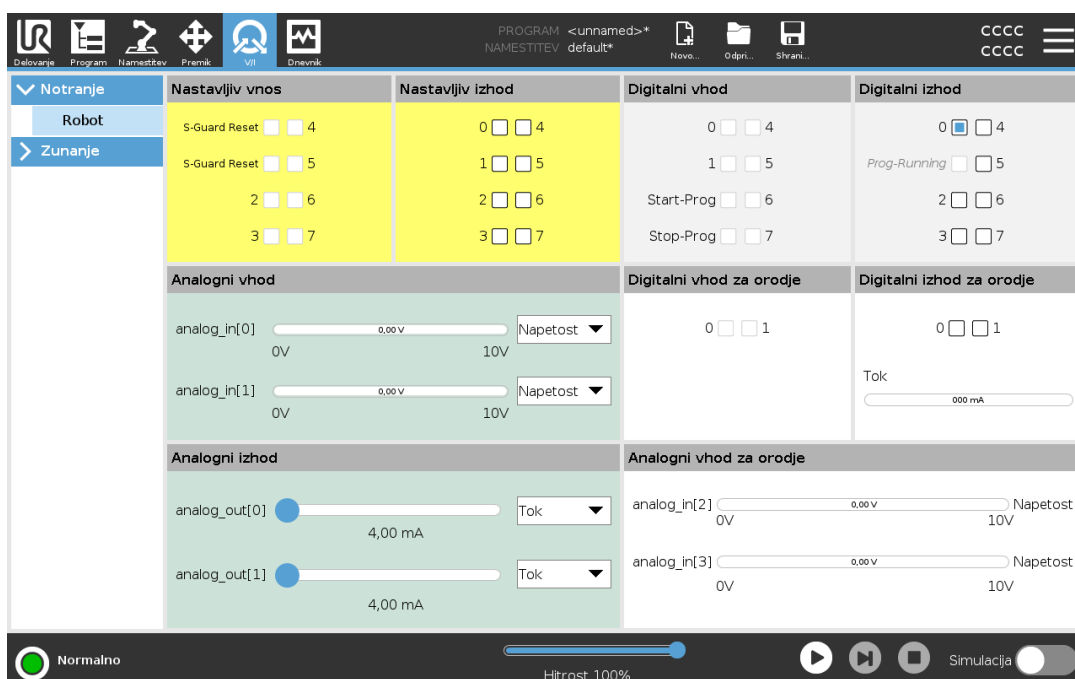 PROGRAM <unnamed>*
NAMESTITEV default*
CCCC
CCCC
UR
Delovanje Program Namestitev Premik V/I Dnevnik Novo... Odpri... Shrani...
Notranje
Robot
Zunanje
Nastavljiv vnos
S-Guard Reset 4
S-Guard Reset 5
2 6
3 7
Nastavljiv izhod
0 4
1 5
2 6
3 7
Digitalni vhod
0 4
1 5
Start-Prog 6
Stop-Prog 7
Digitalni izhod
0 4
Prog-Running 5
2 6
3 7
Analogni vhod
analog_in[0] 0,00 V Napetost
0V 10V
analog_in[1] 0,00 V Napetost
0V 10V
Digitalni vhod za orodje
0 1
Digitalni izhod za orodje
0 1
Tok
000 mA
Analogni izhod
analog_out[0] Tok
4,00 mA
analog_out[1] Tok
4,00 mA
Analogni vhod za orodje
analog_in[2] 0,00 V Napetost
0V 10V
analog_in[3] 0,00 V Napetost
0V 10V
Normalno
Hitrost 100%
Simulacija